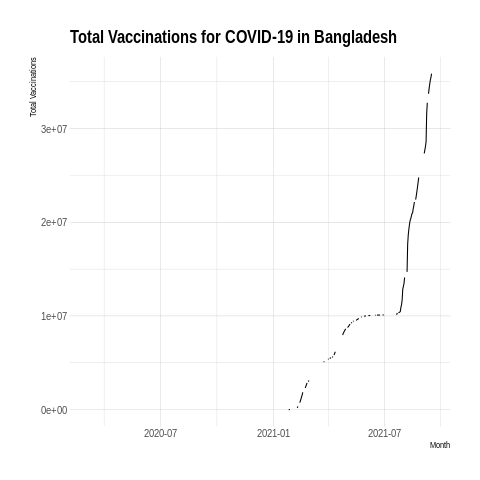 Total Vaccinations for COVID-19 in Bangladesh
Total Vaccinations
3e+07
2e+07
1e+07
0e+00
2020-07 2021-01 2021-07
Month